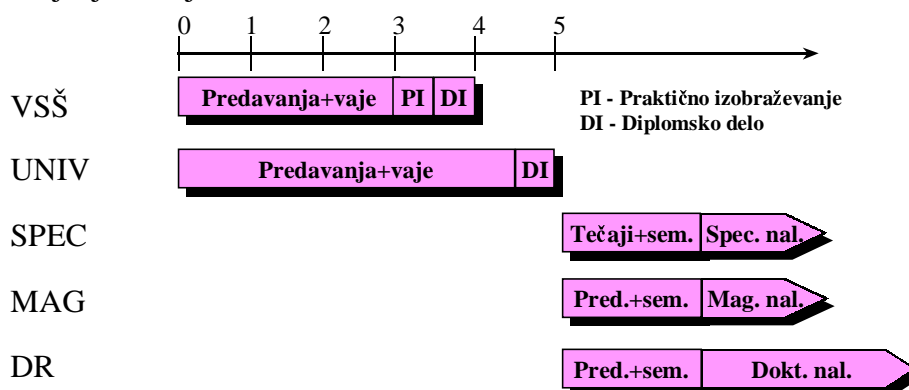 0 1 2 3 4 5
VSŠ Predavanja+vaje PI DI
PI - Praktično izobraževanje
DI - Diplomsko delo
UNIV Predavanja+vaje DI
SPEC Tečaji+sem. Spec. nal.
MAG Pred.+sem. Mag. nal.
DR Pred.+sem. Dokt. nal.